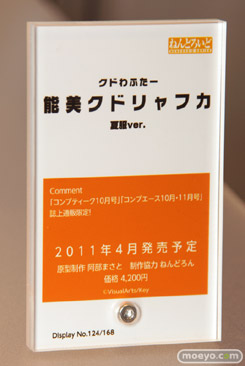 ねんどろいど
クドわふたー
能美クドリャフカ
夏服ver.
Comment
「コンプティーク10月号」「コンプエース10月・11月号」
誌上通販限定!
2011年4月発売予定
原型制作 阿部まさと　制作協力 ねんどろん
価格 4,200円
©VisualArts/Key
Display No.124/168
moeyo.com